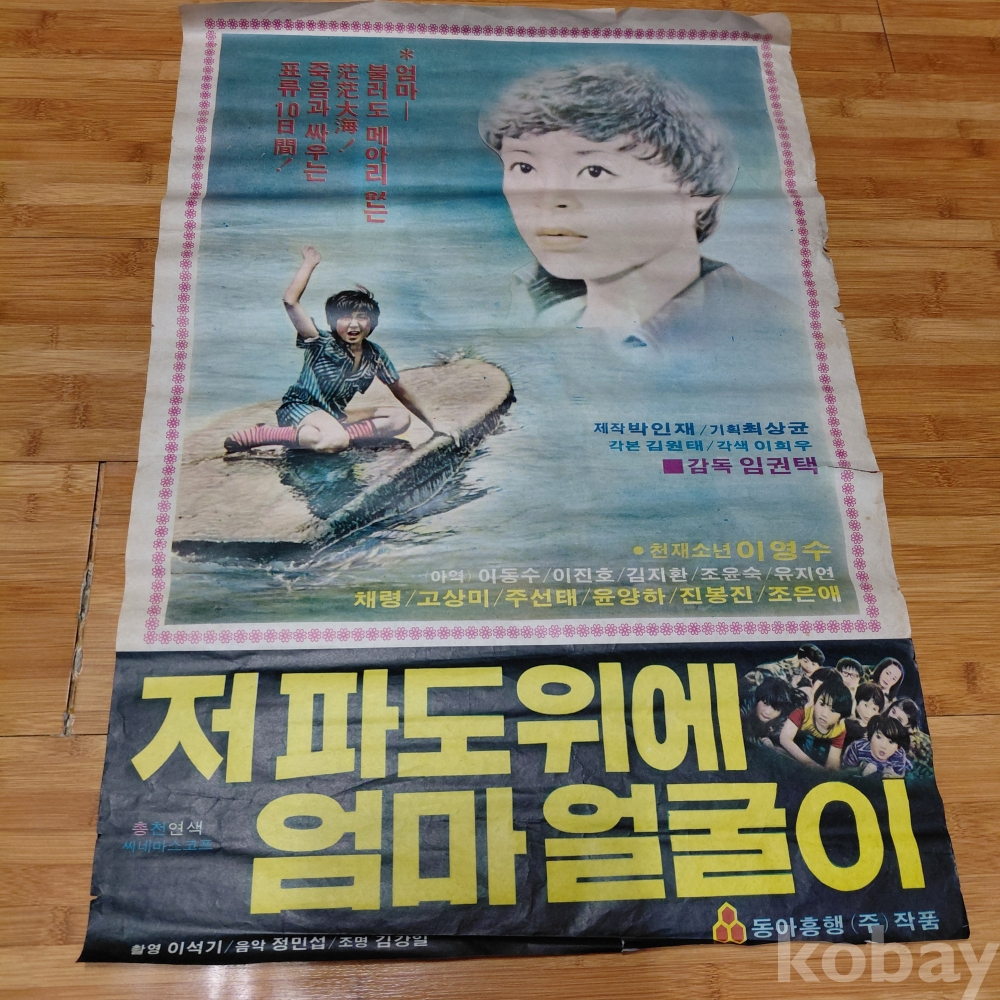 *엄마—
불러도 메아리 없는
茫茫大海!
죽음과 싸우는
표류 10日間!
제작 박인재/기획 최상균
각본 김원태/각색 이희우
■감독 임권택
•천재소년 이영수
(아역) 이동수/이진호/김지환/조윤숙/유지연
채령/고상미/주선태/윤양하/진봉진/조은애
저 파도위에
엄마 얼굴이
총천연색
씨네마스코프
동아흥행 (주) 작품
촬영 이석기/음악 정민섭/조명 김강일
kobay